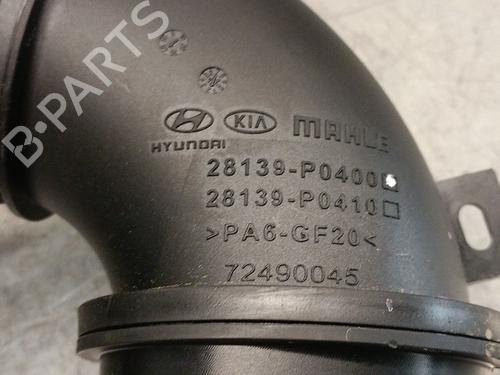 B-PARTS
HYUNDAI KIA MAHLE
28139-P0400
28139-P0410
>PA6-GF20<
72490045